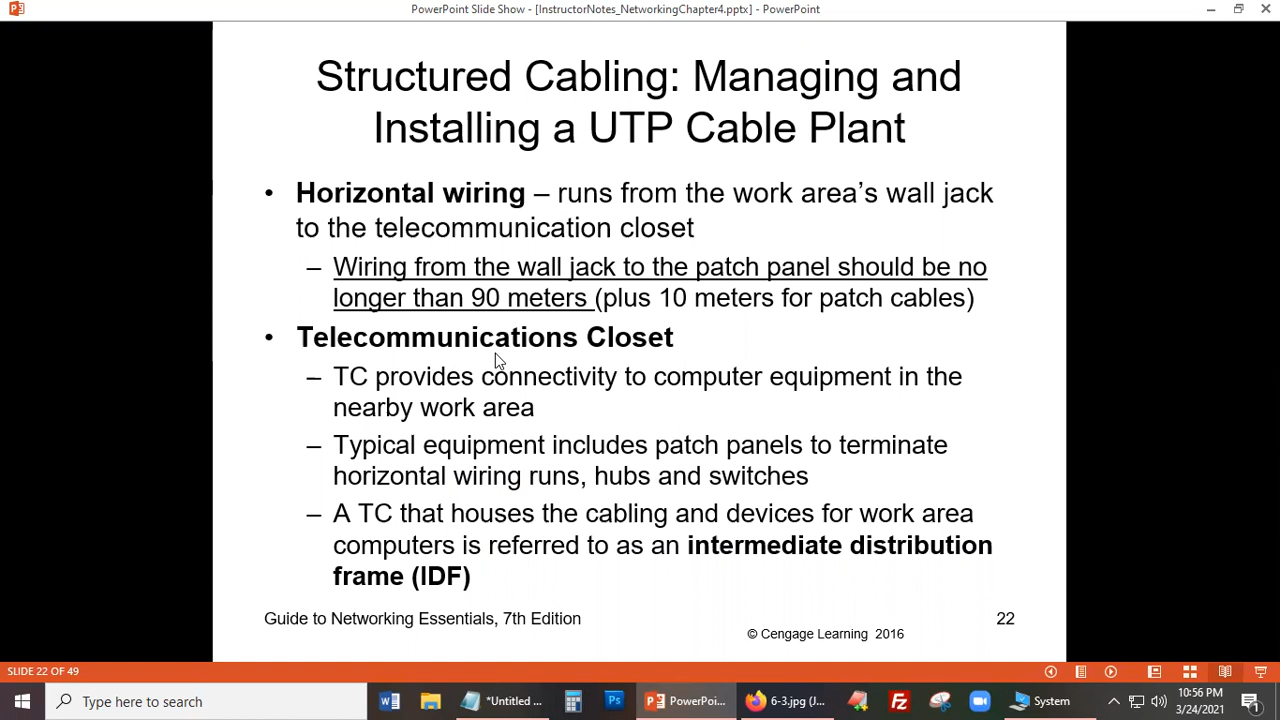 PowerPoint Slide Show - [InstructorNotes_NetworkingChapter4.pptx] - PowerPoint
Structured Cabling: Managing and
Installing a UTP Cable Plant
• Horizontal wiring – runs from the work area's wall jack
to the telecommunication closet
– Wiring from the wall jack to the patch panel should be no
longer than 90 meters (plus 10 meters for patch cables)
• Telecommunications Closet
– TC provides connectivity to computer equipment in the
nearby work area
– Typical equipment includes patch panels to terminate
horizontal wiring runs, hubs and switches
– A TC that houses the cabling and devices for work area
computers is referred to as an intermediate distribution
frame (IDF)
Guide to Networking Essentials, 7th Edition
22
© Cengage Learning 2016
SLIDE 22 OF 49
Type here to search
*Untitled ...
PowerPoi...
6-3.jpg (J...
System
10:56 PM
3/24/2021